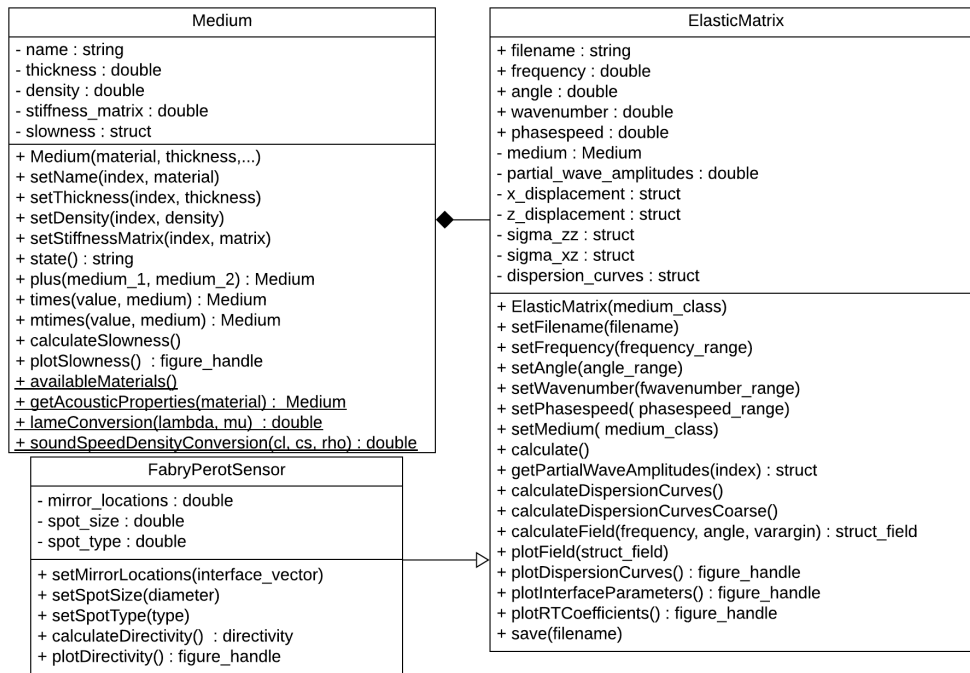 Medium
- name : string
- thickness : double
- density : double
- stiffness_matrix : double
- slowness : struct
+ Medium(material, thickness,...)
+ setName(index, material)
+ setThickness(index, thickness)
+ setDensity(index, density)
+ setStiffnessMatrix(index, matrix)
+ state() : string
+ plus(medium_1, medium_2) : Medium
+ times(value, medium) : Medium
+ mtimes(value, medium) : Medium
+ calculateSlowness()
+ plotSlowness() : figure_handle
+ availableMaterials()
+ getAcousticProperties(material) : Medium
+ lameConversion(lambda, mu) : double
+ soundSpeedDensityConversion(cl, cs, rho) : double
FabryPerotSensor
- mirror_locations : double
- spot_size : double
- spot_type : double
+ setMirrorLocations(interface_vector)
+ setSpotSize(diameter)
+ setSpotType(type)
+ calculateDirectivity() : directivity
+ plotDirectivity() : figure_handle
ElasticMatrix
+ filename : string
+ frequency : double
+ angle : double
+ wavenumber : double
+ phasespeed : double
- medium : Medium
- partial_wave_amplitudes : double
- x_displacement : struct
- z_displacement : struct
- sigma_zz : struct
- sigma_xz : struct
- dispersion_curves : struct
+ ElasticMatrix(medium_class)
+ setFilename(filename)
+ setFrequency(frequency_range)
+ setAngle(angle_range)
+ setWavenumber(fwavenumber_range)
+ setPhasespeed( phasespeed_range)
+ setMedium( medium_class)
+ calculate()
+ getPartialWaveAmplitudes(index) : struct
+ calculateDispersionCurves()
+ calculateDispersionCurvesCoarse()
+ calculateField(frequency, angle, varargin) : struct_field
+ plotField(struct_field)
+ plotDispersionCurves() : figure_handle
+ plotInterfaceParameters() : figure_handle
+ plotRTCoefficients() : figure_handle
+ save(filename)